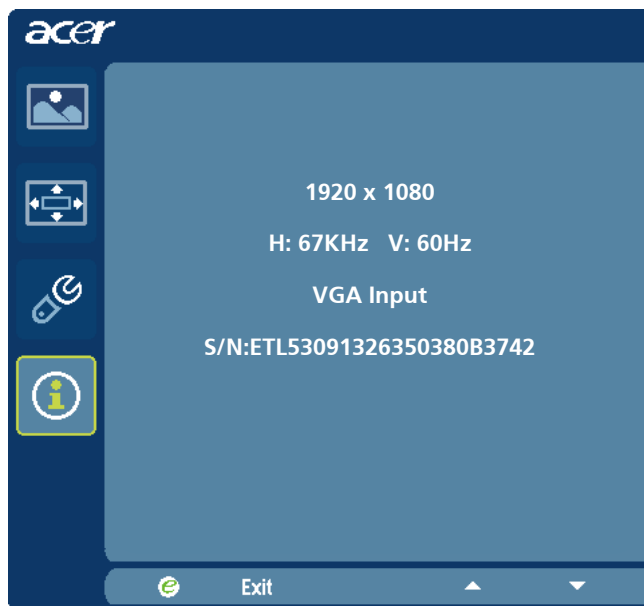 acer
1920 x 1080
H: 67KHz V: 60Hz
VGA Input
S/N:ETL53091326350380B3742
e Exit